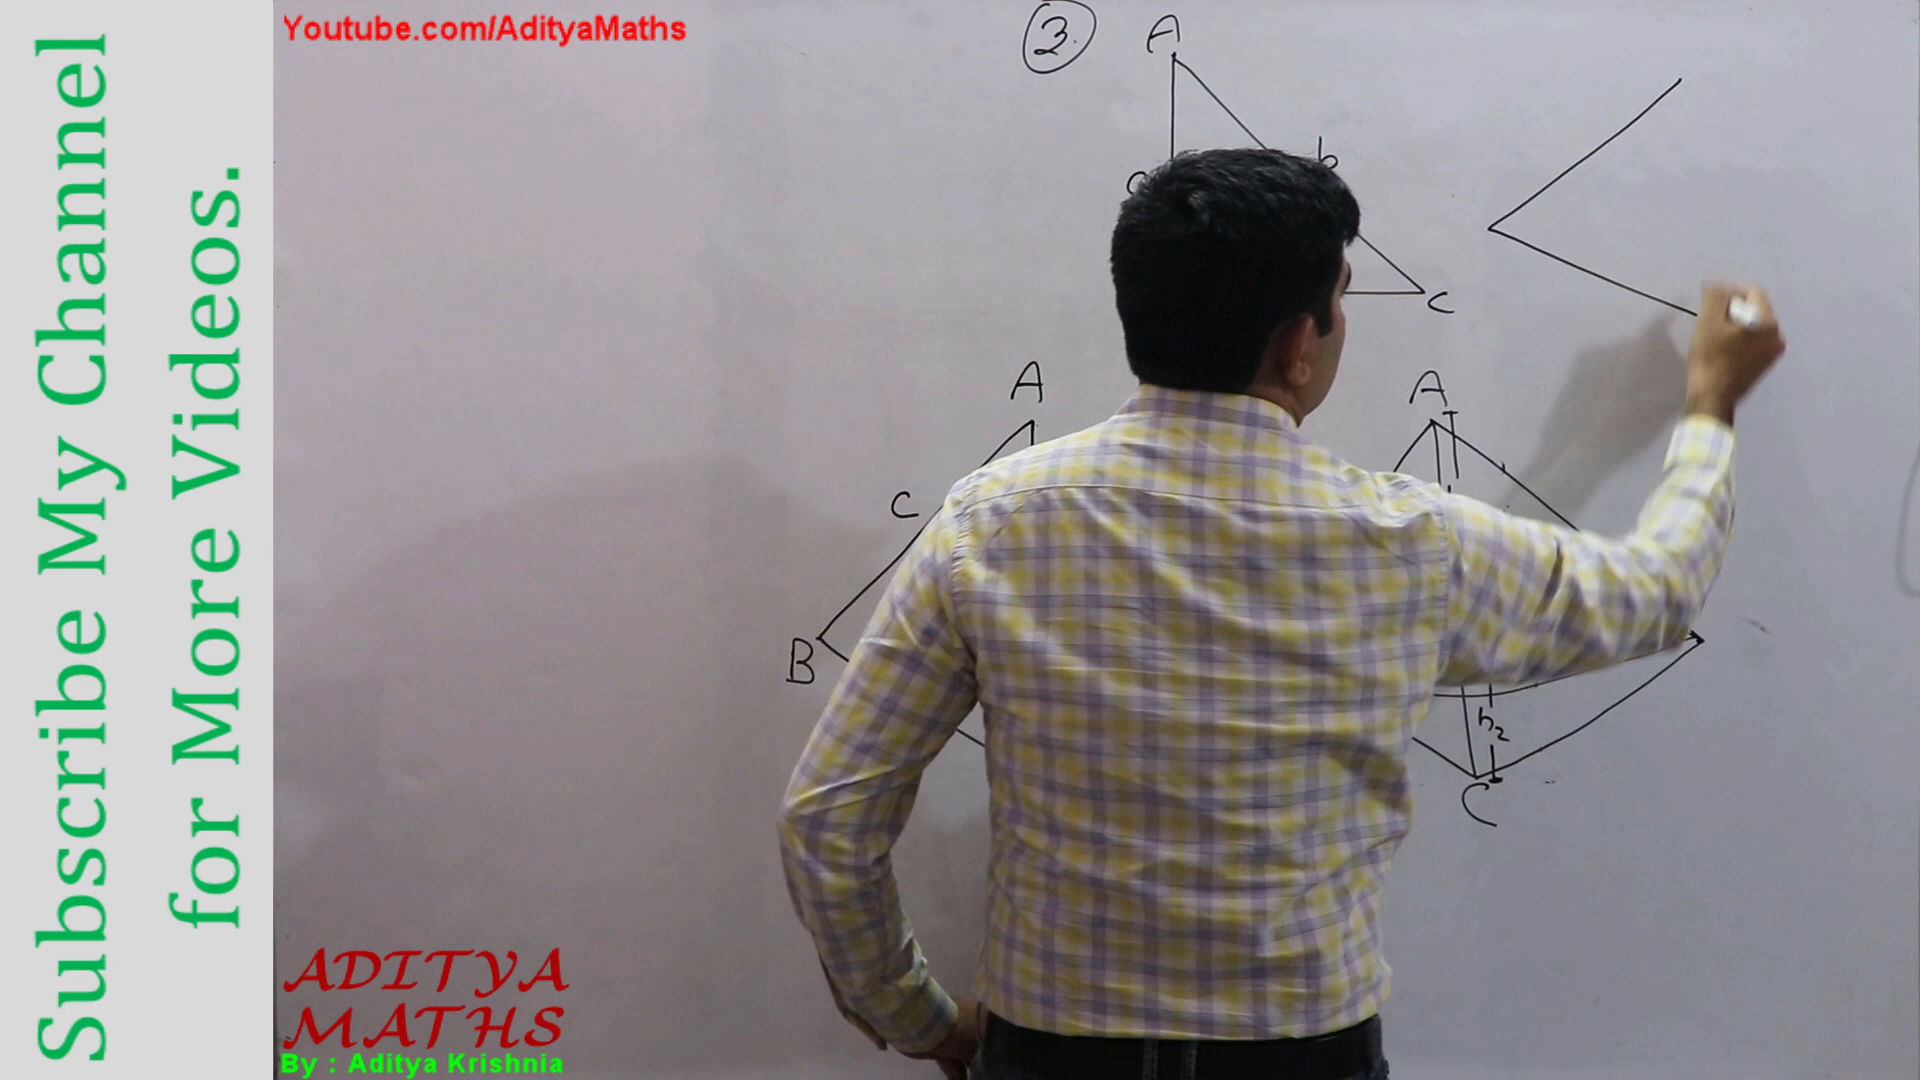 Subscribe My Channel
for More Videos.
Youtube.com/AdityaMaths
3.
A
b
C
A
C
B
A
h2
C
ADITYA
MATHS
By : Aditya Krishnia